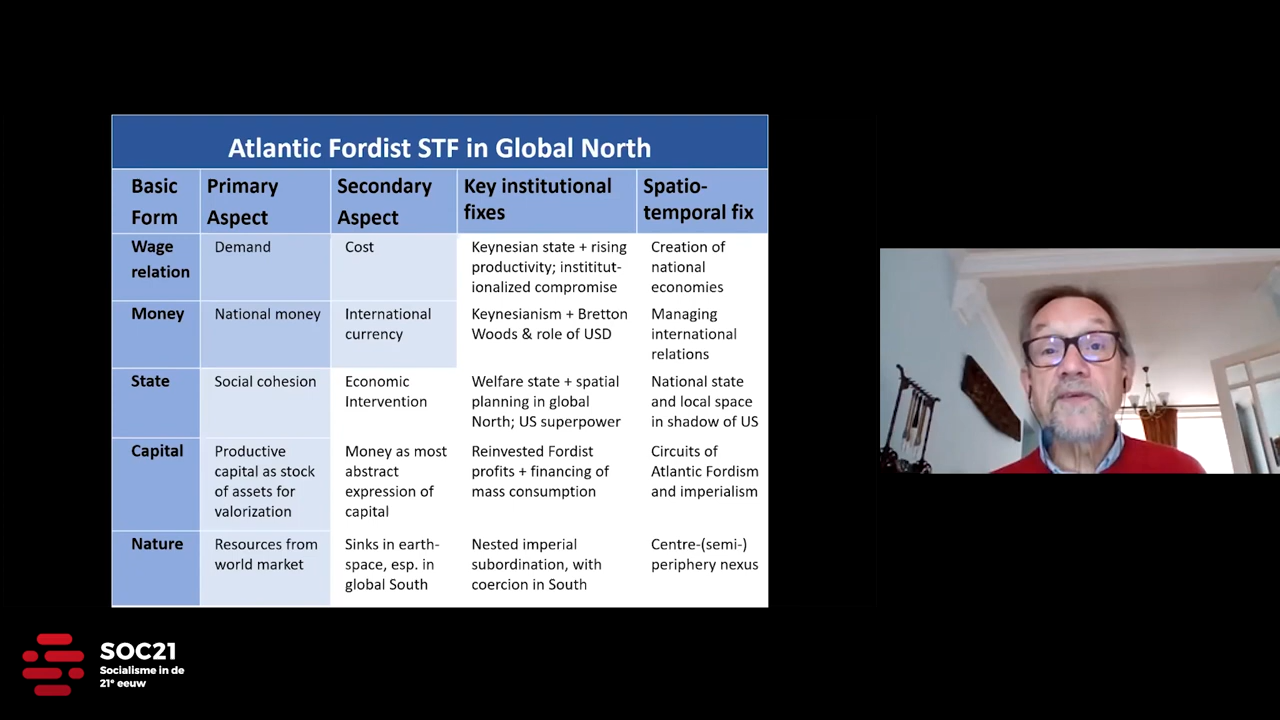 Atlantic Fordist STF in Global North
Basic
Form
Primary
Aspect
Secondary
Aspect
Key institutional
fixes
Spatio-
temporal fix
Wage
relation
Demand
Cost
Keynesian state + rising
productivity; instititut-
ionalized compromise
Creation of
national
economies
Money
National money
International
currency
Keynesianism + Bretton
Woods & role of USD
Managing
international
relations
State
Social cohesion
Economic
Intervention
Welfare state + spatial
planning in global
North; US superpower
National state
and local space
in shadow of US
Capital
Productive
capital as stock
of assets for
valorization
Money as most
abstract
expression of
capital
Reinvested Fordist
profits + financing of
mass consumption
Circuits of
Atlantic Fordism
and imperialism
Nature
Resources from
world market
Sinks in earth-
space, esp. in
global South
Nested imperial
subordination, with
coercion in South
Centre-(semi-)
periphery nexus
SOC21
Socialisme in de
21e eeuw